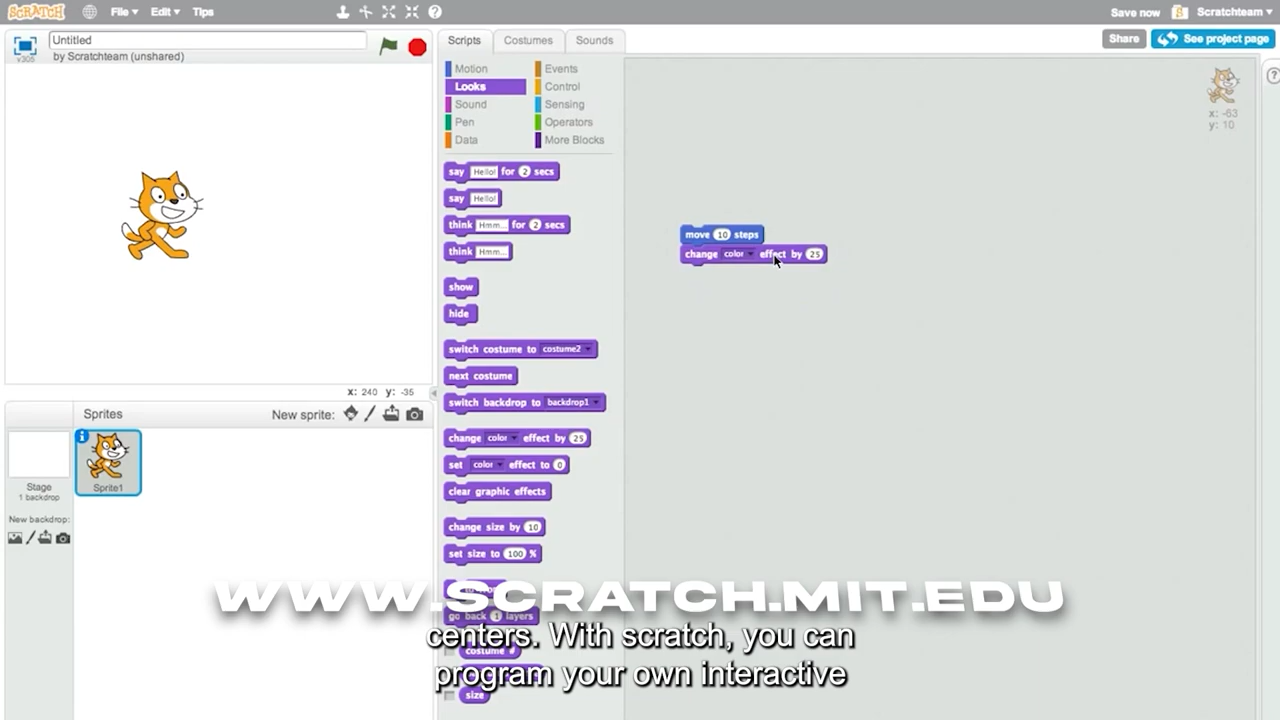 SCRATCH File Edit Tips Save now Scratchteam
Untitled
by Scratchteam (unshared)
v305
Scripts Costumes Sounds
Share See project page
Motion Events
Looks Control
Sound Sensing
Pen Operators
Data More Blocks
x: -63
y: 10
say Hello! for 2 secs
say Hello!
think Hmm... for 2 secs
think Hmm...
show
hide
switch costume to costume2
next costume
switch backdrop to backdrop1
change color effect by 25
set color effect to 0
clear graphic effects
change size by 10
set size to 100 %
go back 1 layers
costume #
size
move 10 steps
change color effect by 25
x: 240 y: -35
Sprites New sprite:
Sprite1
Stage
1 backdrop
New backdrop:
WWW.SCRATCH.MIT.EDU
centers. With scratch, you can
program your own interactive